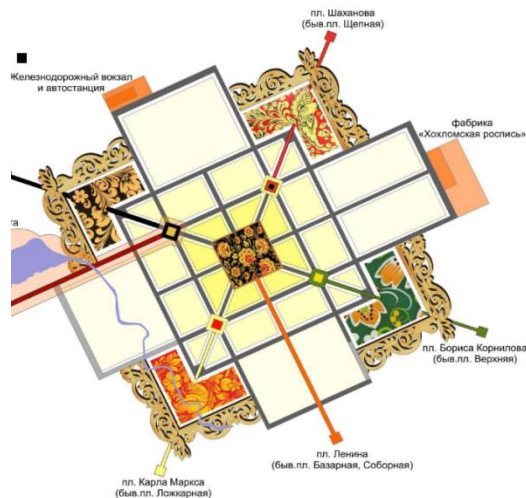 пл. Шаханова
(быв.пл. Щепная)
Железнодорожный вокзал
и автостанция
фабрика
«Хохломская роспись»
пл. Бориса Корнилова
(быв.пл. Верхняя)
пл. Ленина
(быв.пл. Базарная, Соборная)
пл. Карла Маркса
(быв.пл. Ложкарная)